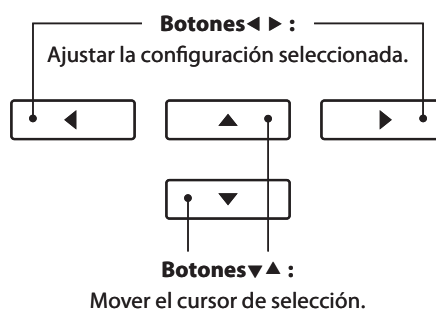 Botones◀ ▶ :
Ajustar la configuración seleccionada.
◀ ▲ ▶
▼
Botones▼▲ :
Mover el cursor de selección.